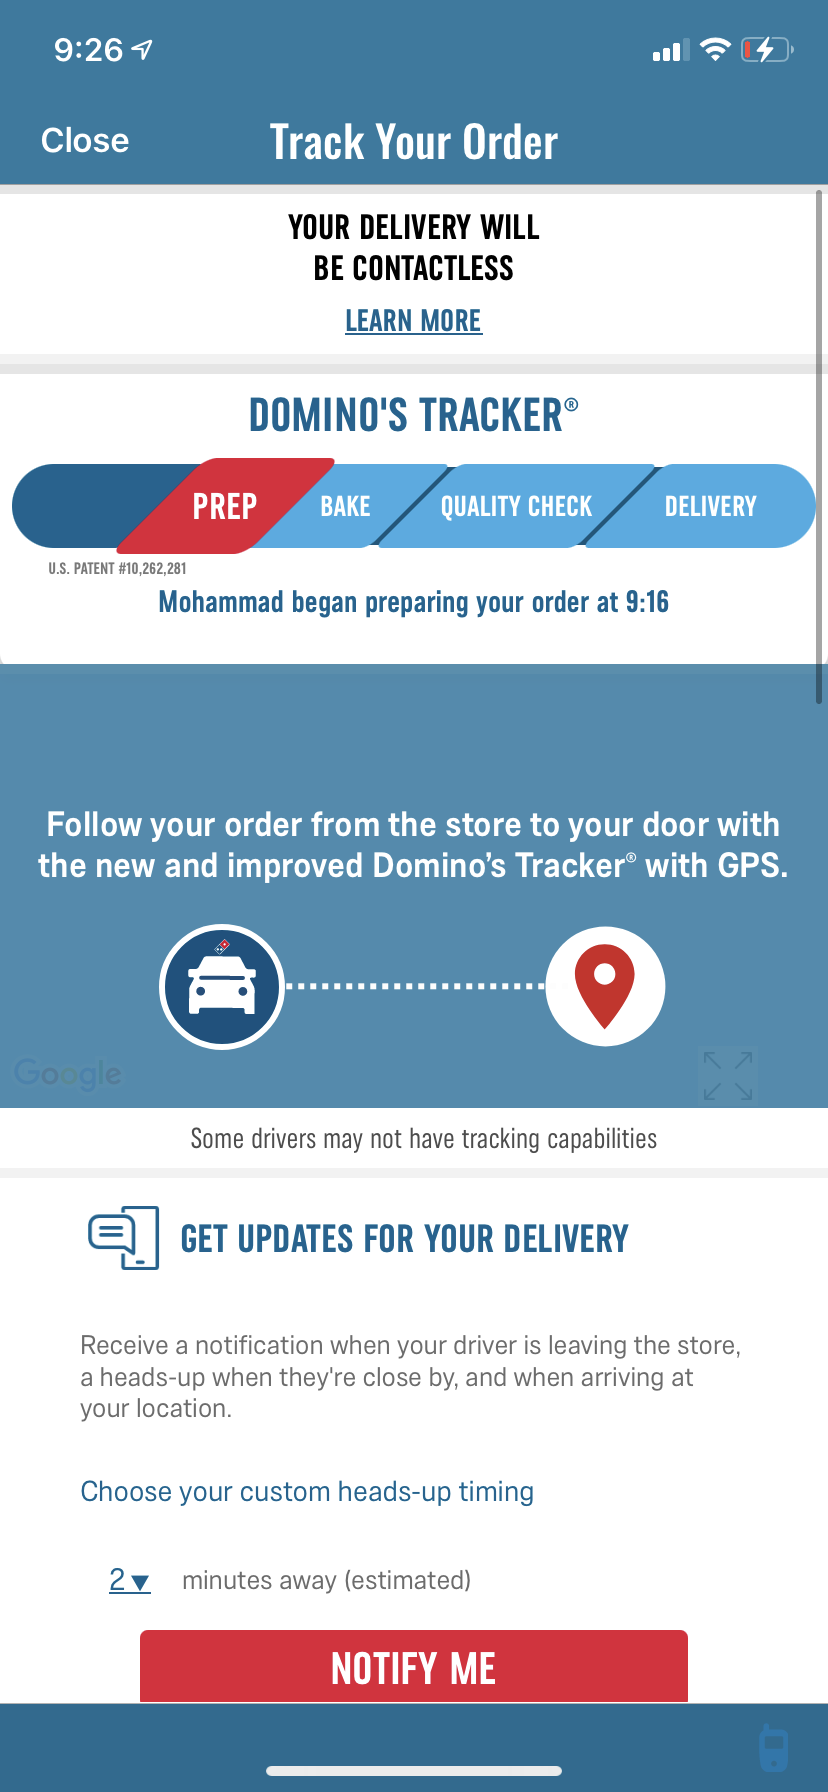 9:26
Close
Track Your Order
YOUR DELIVERY WILL
BE CONTACTLESS
LEARN MORE
DOMINO'S TRACKER®
PREP
BAKE
QUALITY CHECK
DELIVERY
U.S. PATENT #10,262,281
Mohammad began preparing your order at 9:16
Follow your order from the store to your door with
the new and improved Domino’s Tracker® with GPS.
Google
Some drivers may not have tracking capabilities
GET UPDATES FOR YOUR DELIVERY
Receive a notification when your driver is leaving the store,
a heads-up when they're close by, and when arriving at
your location.
Choose your custom heads-up timing
2▼ minutes away (estimated)
NOTIFY ME